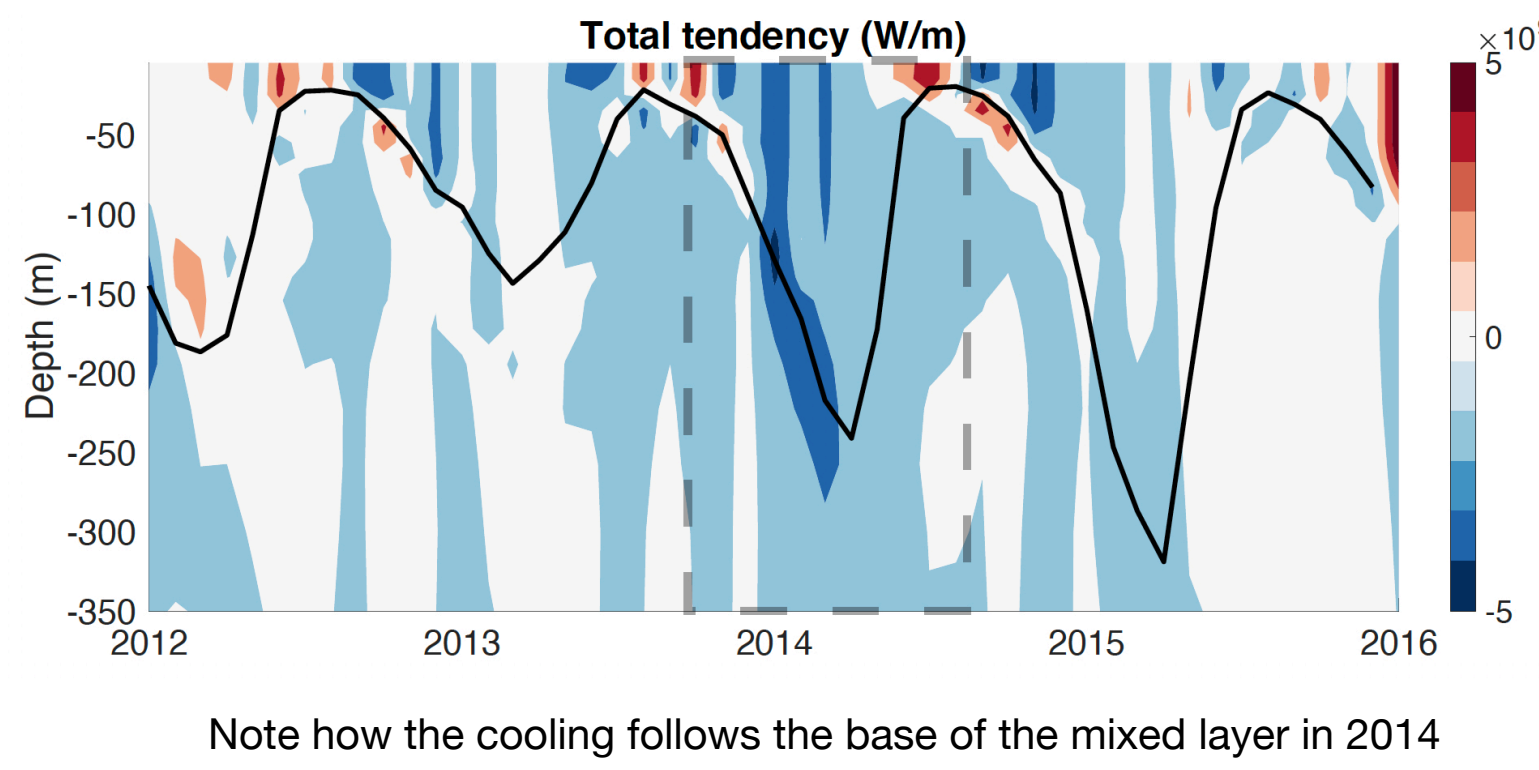 Total tendency (W/m)
×10
5
0
-5
Depth (m)
-50
-100
-150
-200
-250
-300
-350
2012 2013 2014 2015 2016
Note how the cooling follows the base of the mixed layer in 2014